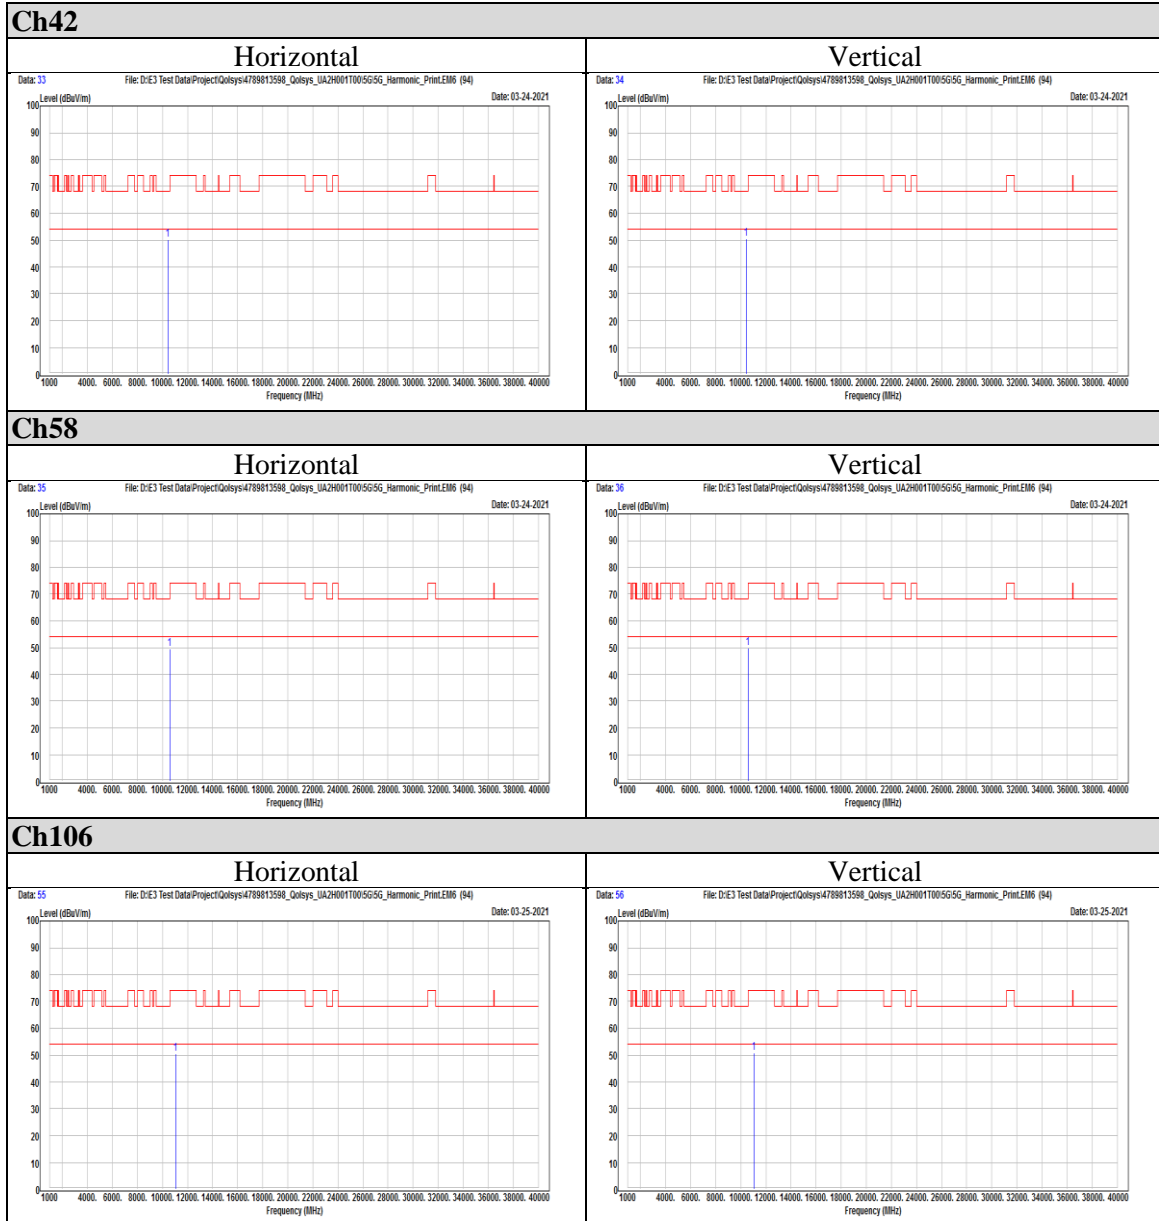 Ch42
Horizontal Vertical
Data: 33 File: D:\E3 Test Data\Project\Qolsys\4789813598_Qolsys_UA2H001T00\5G\5G_Harmonic_Print.EM6 (94)
Level (dBuV/m) Date: 03-24-2021
100
90
80
70
60
50
40
30
20
10
0
1
1000 4000. 6000. 8000. 10000. 12000. 14000. 16000. 18000. 20000. 22000. 24000. 26000. 28000. 30000. 32000. 34000. 36000. 38000. 40000
Frequency (MHz)
Data: 34 File: D:\E3 Test Data\Project\Qolsys\4789813598_Qolsys_UA2H001T00\5G\5G_Harmonic_Print.EM6 (94)
Level (dBuV/m) Date: 03-24-2021
100
90
80
70
60
50
40
30
20
10
0
1
1000 4000. 6000. 8000. 10000. 12000. 14000. 16000. 18000. 20000. 22000. 24000. 26000. 28000. 30000. 32000. 34000. 36000. 38000. 40000
Frequency (MHz)
Ch58
Horizontal Vertical
Data: 35 File: D:\E3 Test Data\Project\Qolsys\4789813598_Qolsys_UA2H001T00\5G\5G_Harmonic_Print.EM6 (94)
Level (dBuV/m) Date: 03-24-2021
100
90
80
70
60
50
40
30
20
10
0
1
1000 4000. 6000. 8000. 10000. 12000. 14000. 16000. 18000. 20000. 22000. 24000. 26000. 28000. 30000. 32000. 34000. 36000. 38000. 40000
Frequency (MHz)
Data: 36 File: D:\E3 Test Data\Project\Qolsys\4789813598_Qolsys_UA2H001T00\5G\5G_Harmonic_Print.EM6 (94)
Level (dBuV/m) Date: 03-24-2021
100
90
80
70
60
50
40
30
20
10
0
1
1000 4000. 6000. 8000. 10000. 12000. 14000. 16000. 18000. 20000. 22000. 24000. 26000. 28000. 30000. 32000. 34000. 36000. 38000. 40000
Frequency (MHz)
Ch106
Horizontal Vertical
Data: 55 File: D:\E3 Test Data\Project\Qolsys\4789813598_Qolsys_UA2H001T00\5G\5G_Harmonic_Print.EM6 (94)
Level (dBuV/m) Date: 03-25-2021
100
90
80
70
60
50
40
30
20
10
0
1
1000 4000. 6000. 8000. 10000. 12000. 14000. 16000. 18000. 20000. 22000. 24000. 26000. 28000. 30000. 32000. 34000. 36000. 38000. 40000
Frequency (MHz)
Data: 56 File: D:\E3 Test Data\Project\Qolsys\4789813598_Qolsys_UA2H001T00\5G\5G_Harmonic_Print.EM6 (94)
Level (dBuV/m) Date: 03-25-2021
100
90
80
70
60
50
40
30
20
10
0
1
1000 4000. 6000. 8000. 10000. 12000. 14000. 16000. 18000. 20000. 22000. 24000. 26000. 28000. 30000. 32000. 34000. 36000. 38000. 40000
Frequency (MHz)